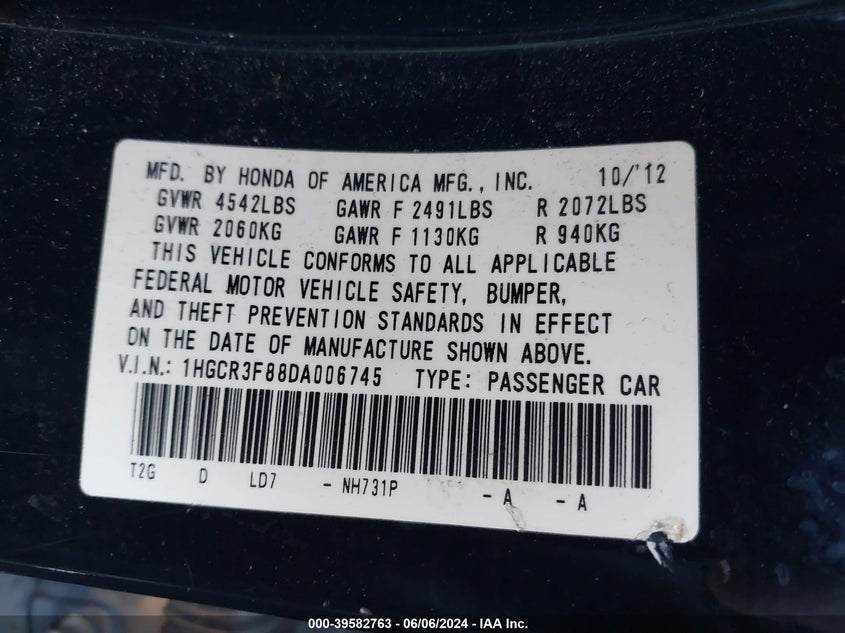 MFD. BY HONDA OF AMERICA MFG., INC. 10/'12
GVWR 4542LBS GAWR F 2491LBS R 2072LBS
GVWR 2060KG GAWR F 1130KG R 940KG
THIS VEHICLE CONFORMS TO ALL APPLICABLE
FEDERAL MOTOR VEHICLE SAFETY, BUMPER,
AND THEFT PREVENTION STANDARDS IN EFFECT
ON THE DATE OF MANUFACTURE SHOWN ABOVE.
V.I.N.: 1HGCR3F88DA006745 TYPE: PASSENGER CAR
T2G D LD7 - NH731P - A - A
000-39582763 - 06/06/2024 - IAA Inc.